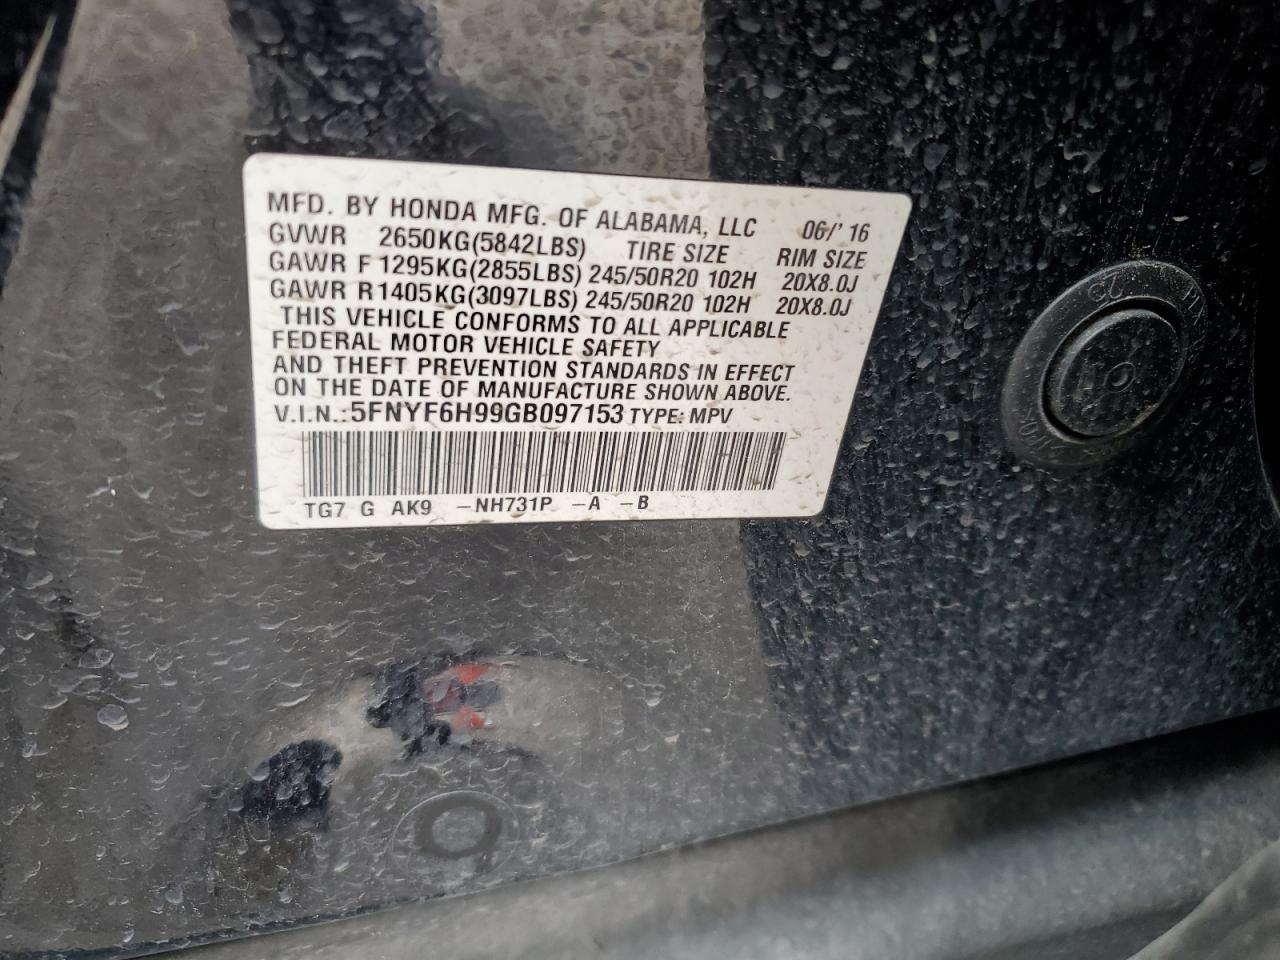 MFD. BY HONDA MFG. OF ALABAMA, LLC 06/'16
GVWR 2650KG(5842LBS) TIRE SIZE RIM SIZE
GAWR F 1295KG(2855LBS) 245/50R20 102H 20X8.0J
GAWR R 1405KG(3097LBS) 245/50R20 102H 20X8.0J
THIS VEHICLE CONFORMS TO ALL APPLICABLE
FEDERAL MOTOR VEHICLE SAFETY
AND THEFT PREVENTION STANDARDS IN EFFECT
ON THE DATE OF MANUFACTURE SHOWN ABOVE.
V.I.N.: 5FNYF6H99GB097153 TYPE: MPV
TG7 G AK9 -NH731P -A -B
25